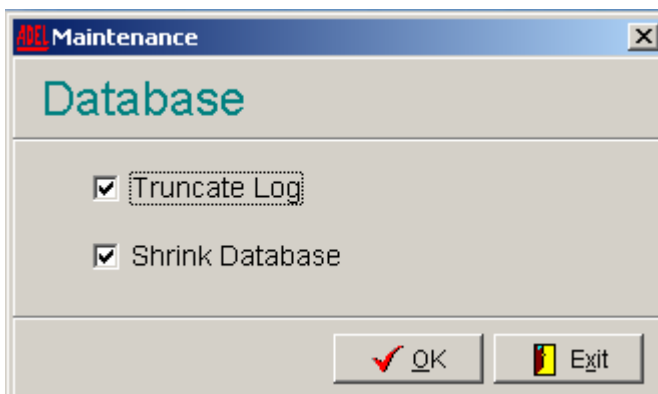 ADEL Maintenance
Database
Truncate Log
Shrink Database
OK Exit